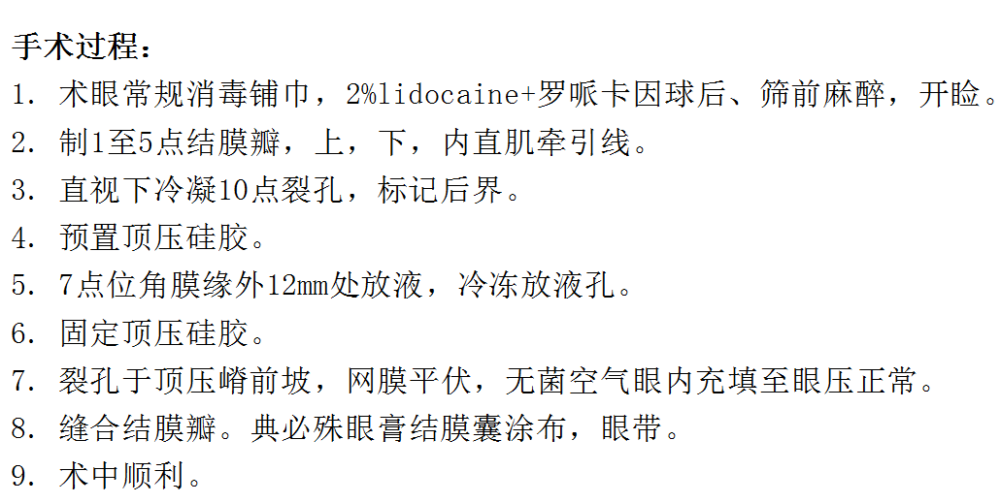 手术过程：
1. 术眼常规消毒铺巾，2%lidocaine+罗哌卡因球后、筛前麻醉，开睑。
2. 制1至5点结膜瓣，上，下，内直肌牵引线。
3. 直视下冷凝10点裂孔，标记后界。
4. 预置顶压硅胶。
5. 7点位角膜缘外12mm处放液，冷冻放液孔。
6. 固定顶压硅胶。
7. 裂孔于顶压嵴前坡，网膜平伏，无菌空气眼内充填至眼压正常。
8. 缝合结膜瓣。典必殊眼膏结膜囊涂布，眼带。
9. 术中顺利。